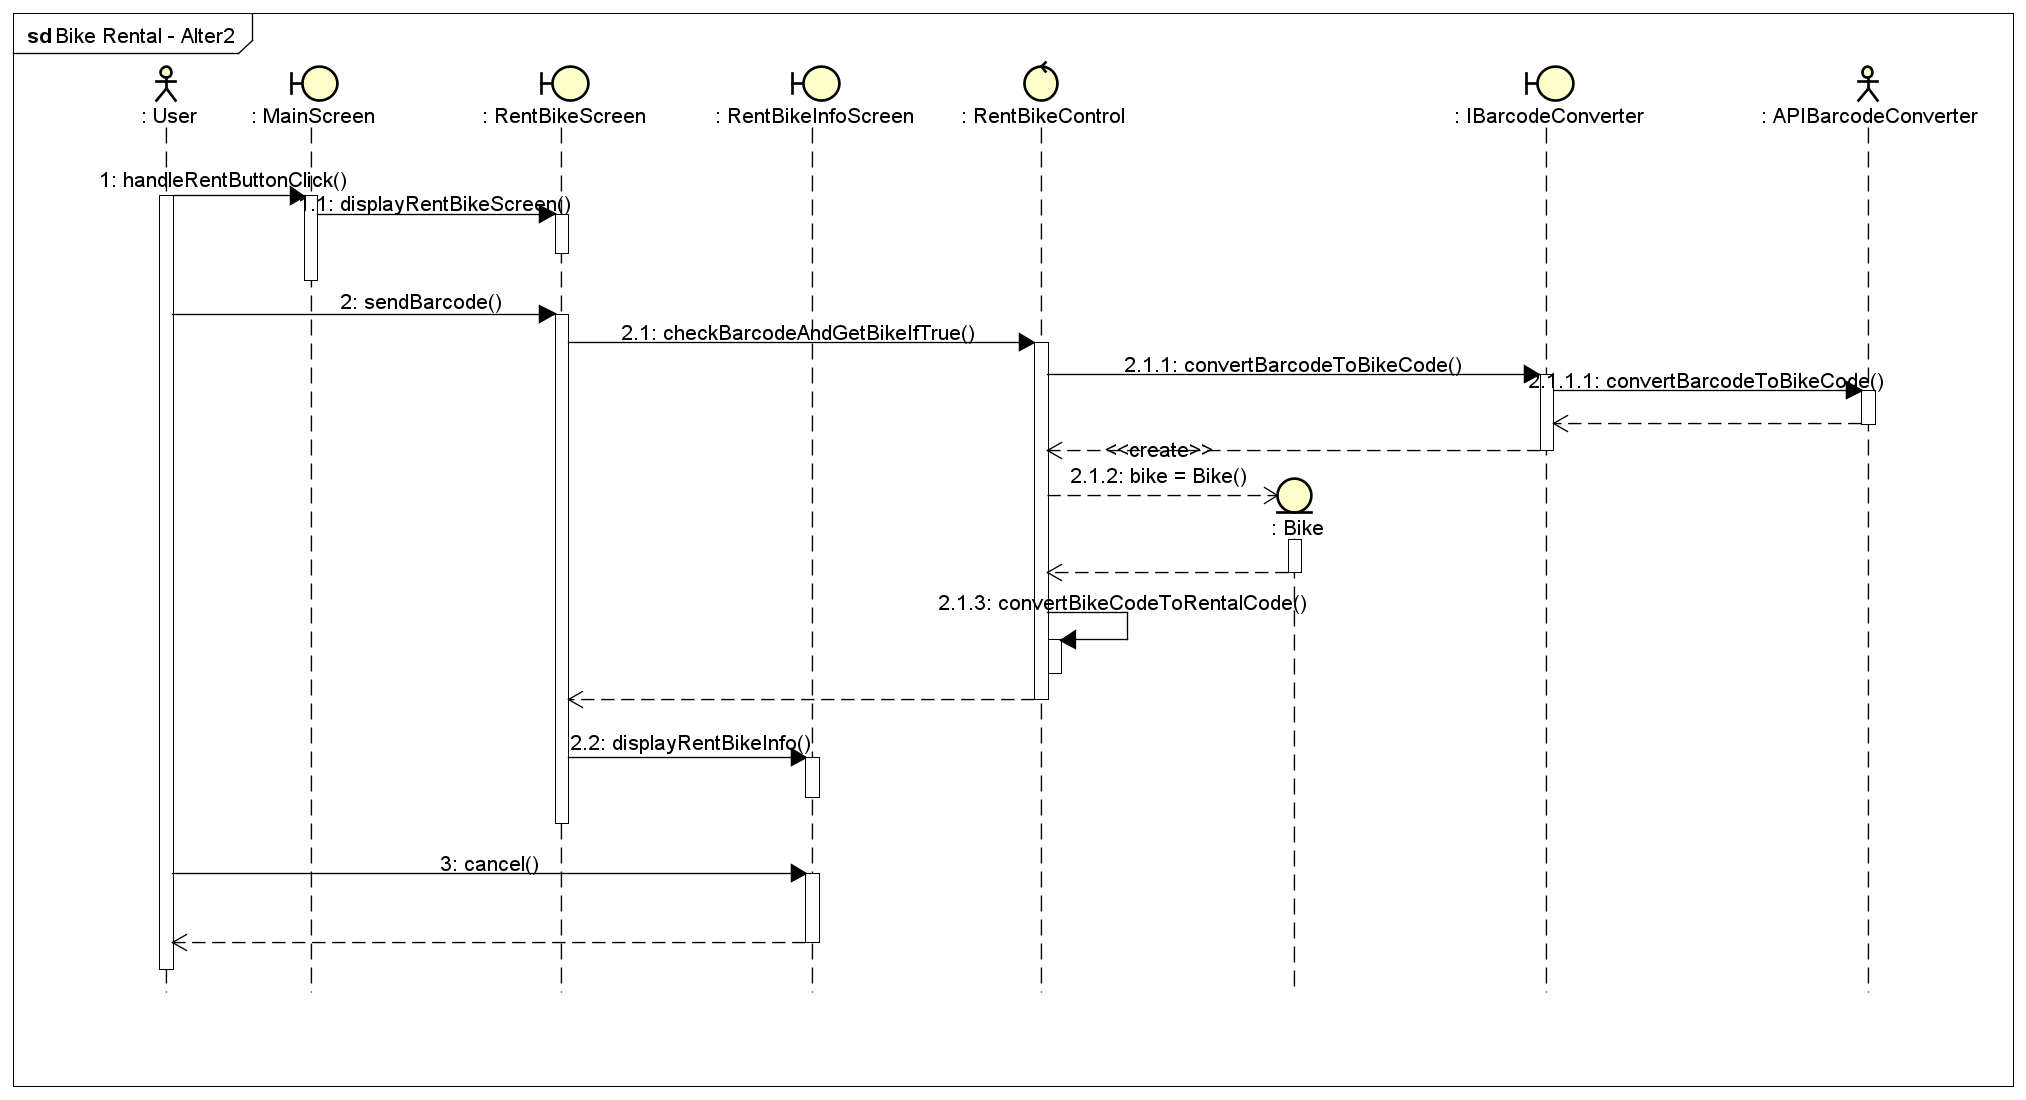 sd Bike Rental - Alter2
: User
: MainScreen
: RentBikeScreen
: RentBikeInfoScreen
: RentBikeControl
: IBarcodeConverter
: APIBarcodeConverter
1: handleRentButtonClick()
1.1: displayRentBikeScreen()
2: sendBarcode()
2.1: checkBarcodeAndGetBikeIfTrue()
2.1.1: convertBarcodeToBikeCode()
2.1.1.1: convertBarcodeToBikeCode()
<<create>>
2.1.2: bike = Bike()
: Bike
2.1.3: convertBikeCodeToRentalCode()
2.2: displayRentBikeInfo()
3: cancel()